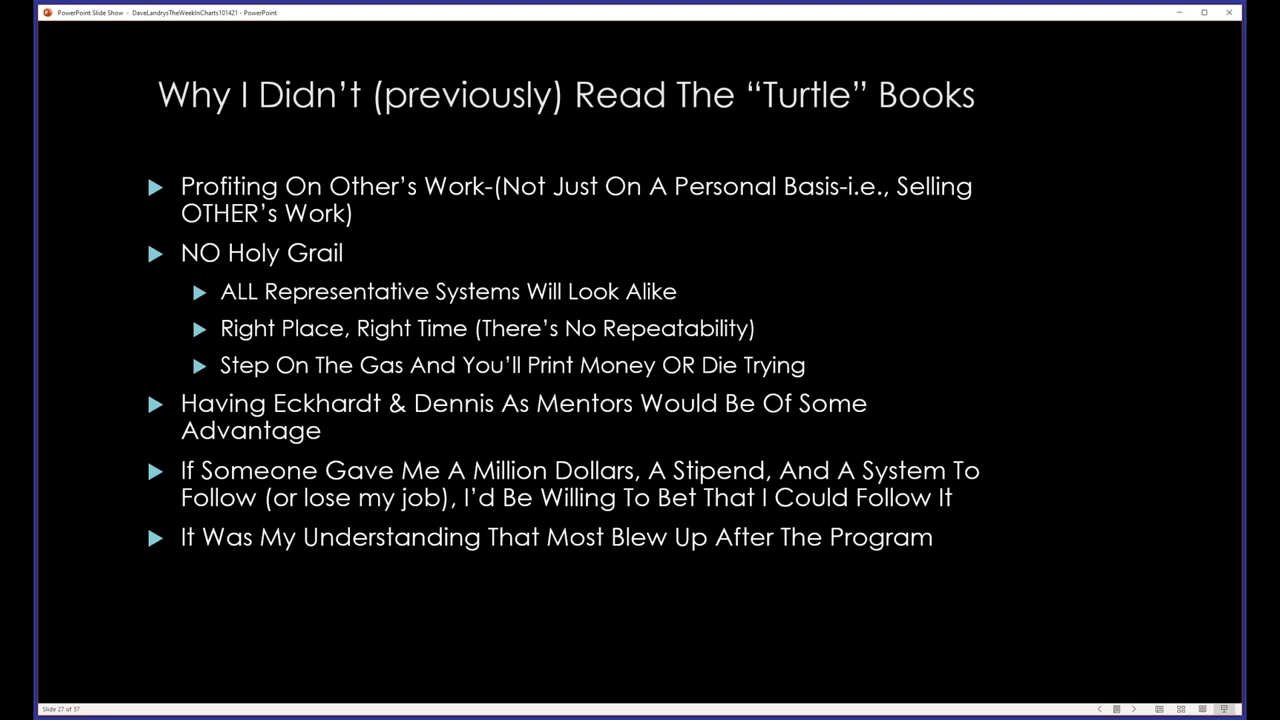 PowerPoint Slide Show - DaveLandrysTheWeekInCharts101421 - PowerPoint
Why I Didn't (previously) Read The “Turtle” Books
Profiting On Other's Work-(Not Just On A Personal Basis-i.e., Selling
OTHER's Work)
NO Holy Grail
ALL Representative Systems Will Look Alike
Right Place, Right Time (There's No Repeatability)
Step On The Gas And You'll Print Money OR Die Trying
Having Eckhardt & Dennis As Mentors Would Be Of Some
Advantage
If Someone Gave Me A Million Dollars, A Stipend, And A System To
Follow (or lose my job), I'd Be Willing To Bet That I Could Follow It
It Was My Understanding That Most Blew Up After The Program
Slide 27 of 37